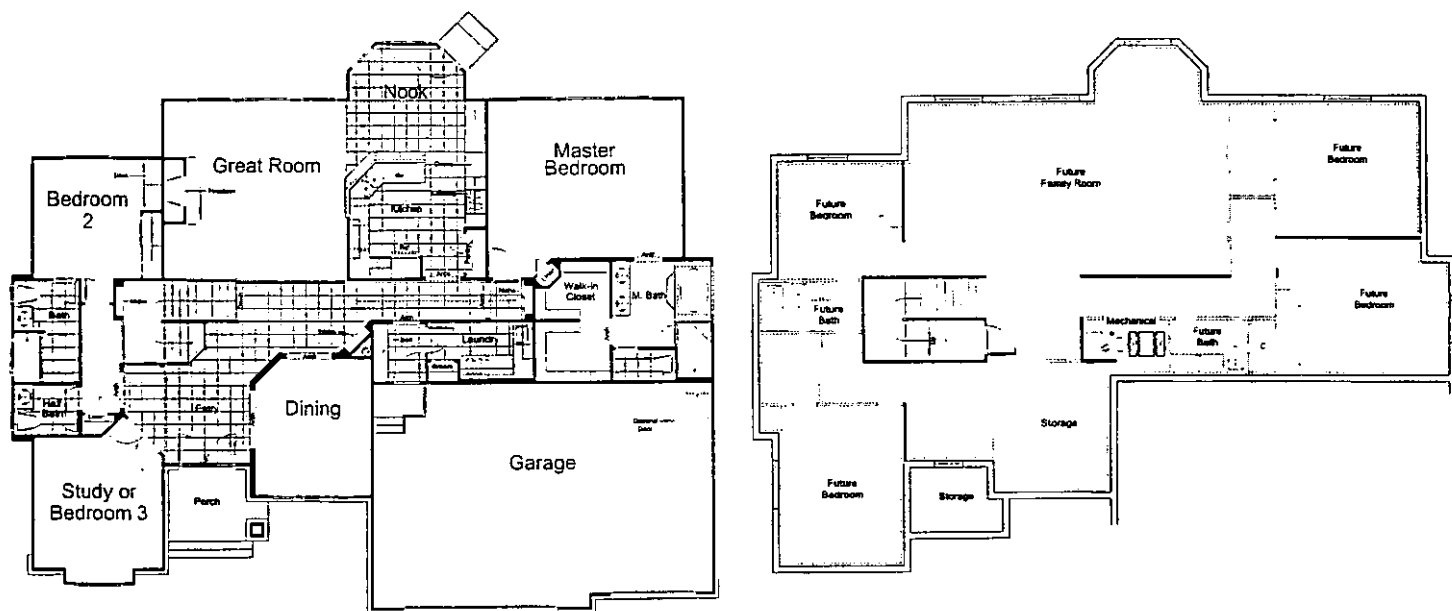 Nook
Great Room
Master
Bedroom
Bedroom
2
Kitchen
Walk-in
Closet
M. Bath
Bath
Laundry
Half
Bath
Entry
Dining
Garage
Study or
Bedroom 3
Porch
Future
Family Room
Future
Bedroom
Future
Bedroom
Future
Bath
Future
Bedroom
Mechanical
Future
Bath
Storage
Future
Bedroom
Storage